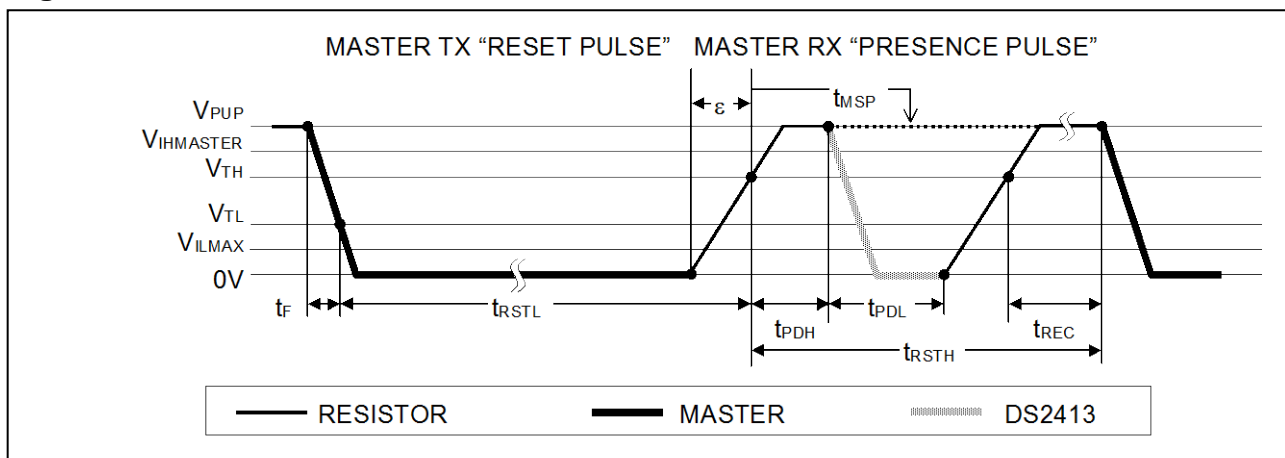 MASTER TX “RESET PULSE” MASTER RX “PRESENCE PULSE”
ε tMSP
VPUP
VIHMASTER
VTH
VTL
VILMAX
0V
tF tRSTL tPDH tPDL tREC
tRSTH
RESISTOR MASTER DS2413